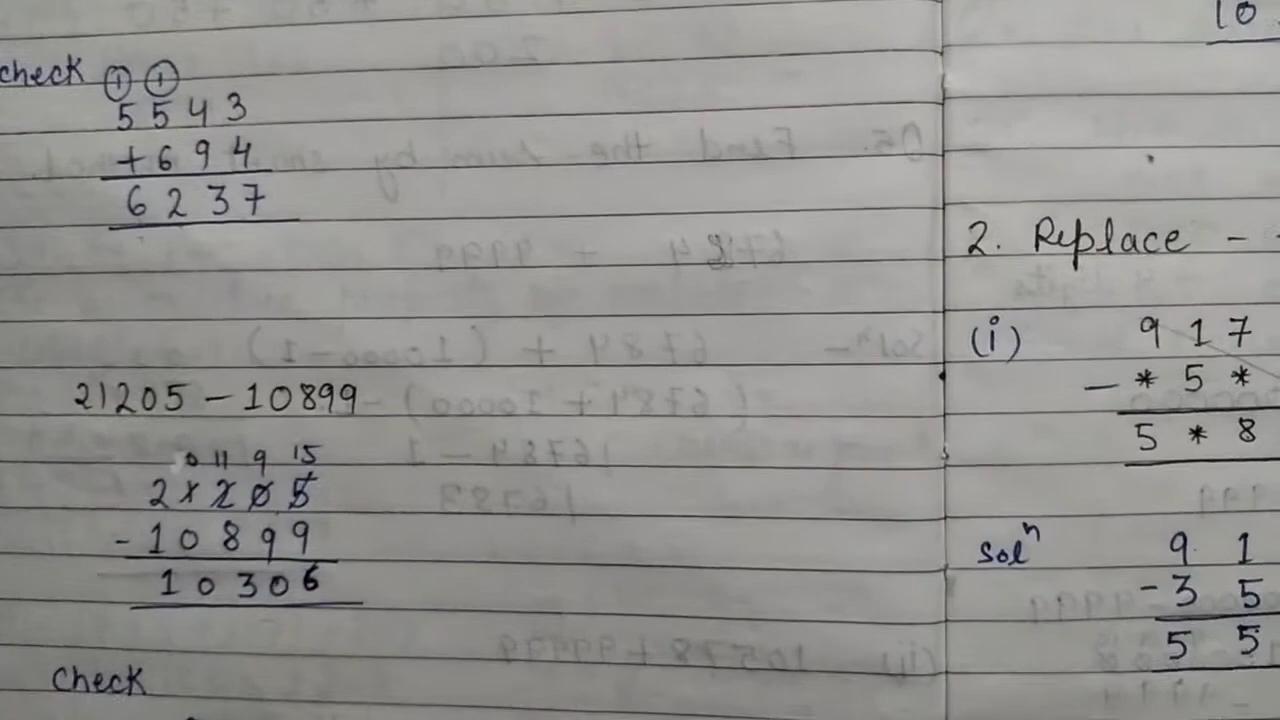 check ① ①
5 5 4 3
+ 6 9 4
6 2 3 7
21205 - 10899
0 11 9 15
2 1 2 0 5
- 1 0 8 9 9
1 0 3 0 6
check
10
2. Replace - -
(i) 9 1 7
- * 5 *
5 * 8
Solⁿ 9 1
- 3 5
5 5